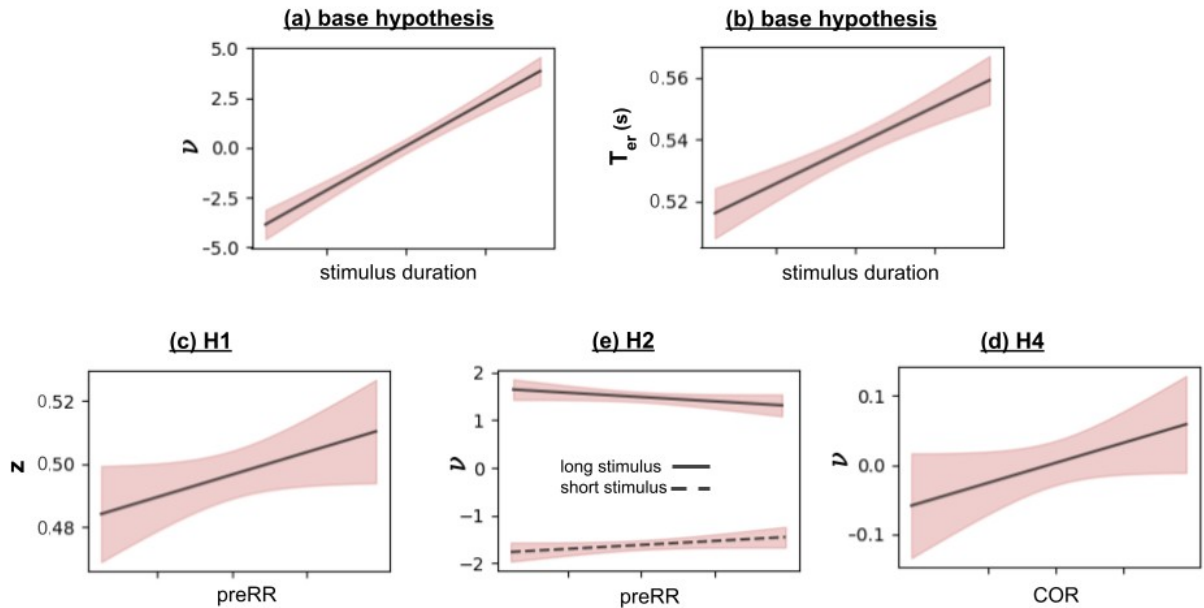 (a) base hypothesis
5.0
2.5
0.0
−2.5
−5.0
ν
stimulus duration
(b) base hypothesis
0.56
0.54
0.52
Ter (s)
stimulus duration
(c) H1
0.52
0.50
0.48
z
preRR
(e) H2
2
1
0
−1
−2
ν
long stimulus
short stimulus
preRR
(d) H4
0.1
0.0
−0.1
ν
COR